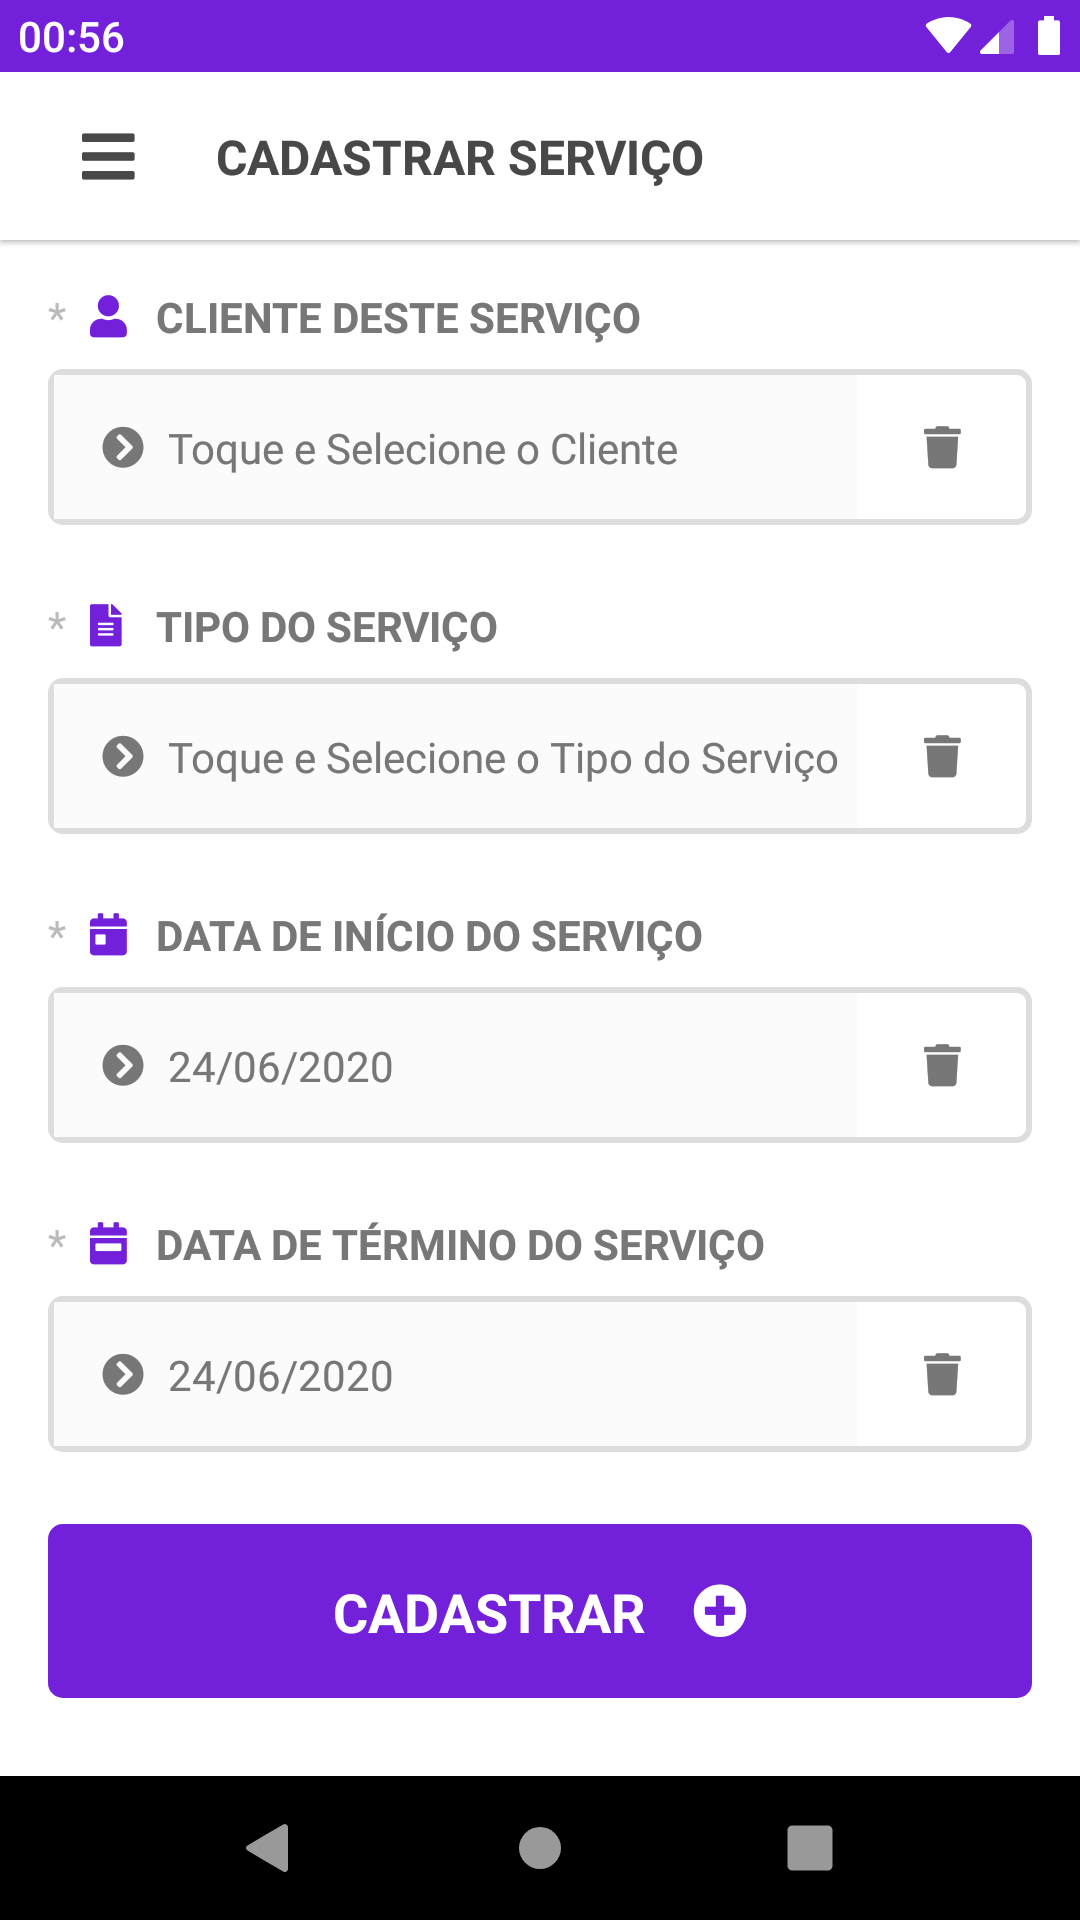 00:56
CADASTRAR SERVIÇO
* CLIENTE DESTE SERVIÇO
Toque e Selecione o Cliente
* TIPO DO SERVIÇO
Toque e Selecione o Tipo do Serviço
* DATA DE INÍCIO DO SERVIÇO
24/06/2020
* DATA DE TÉRMINO DO SERVIÇO
24/06/2020
CADASTRAR